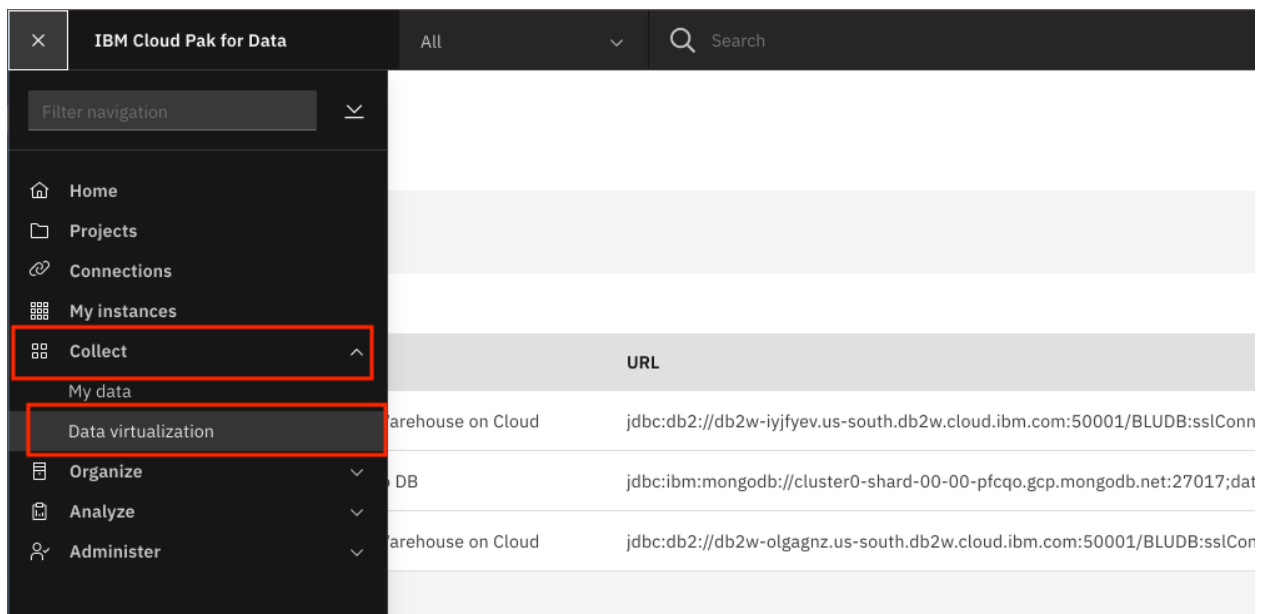 IBM Cloud Pak for Data
All
Search
Filter navigation
Home
Projects
Connections
My instances
Collect
My data
Data virtualization
Organize
Analyze
Administer
URL
arehouse on Cloud jdbc:db2://db2w-iyjfyev.us-south.db2w.cloud.ibm.com:50001/BLUDB:sslConn
DB jdbc:ibm:mongodb://cluster0-shard-00-00-pfcqo.gcp.mongodb.net:27017;dat
arehouse on Cloud jdbc:db2://db2w-olgagnz.us-south.db2w.cloud.ibm.com:50001/BLUDB:sslCon